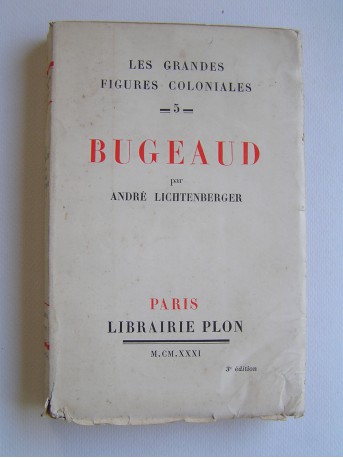 LES GRANDES
FIGURES COLONIALES
5
BUGEAUD
par
ANDRÉ LICHTENBERGER
PARIS
LIBRAIRIE PLON
M.CM.XXXI
3e édition